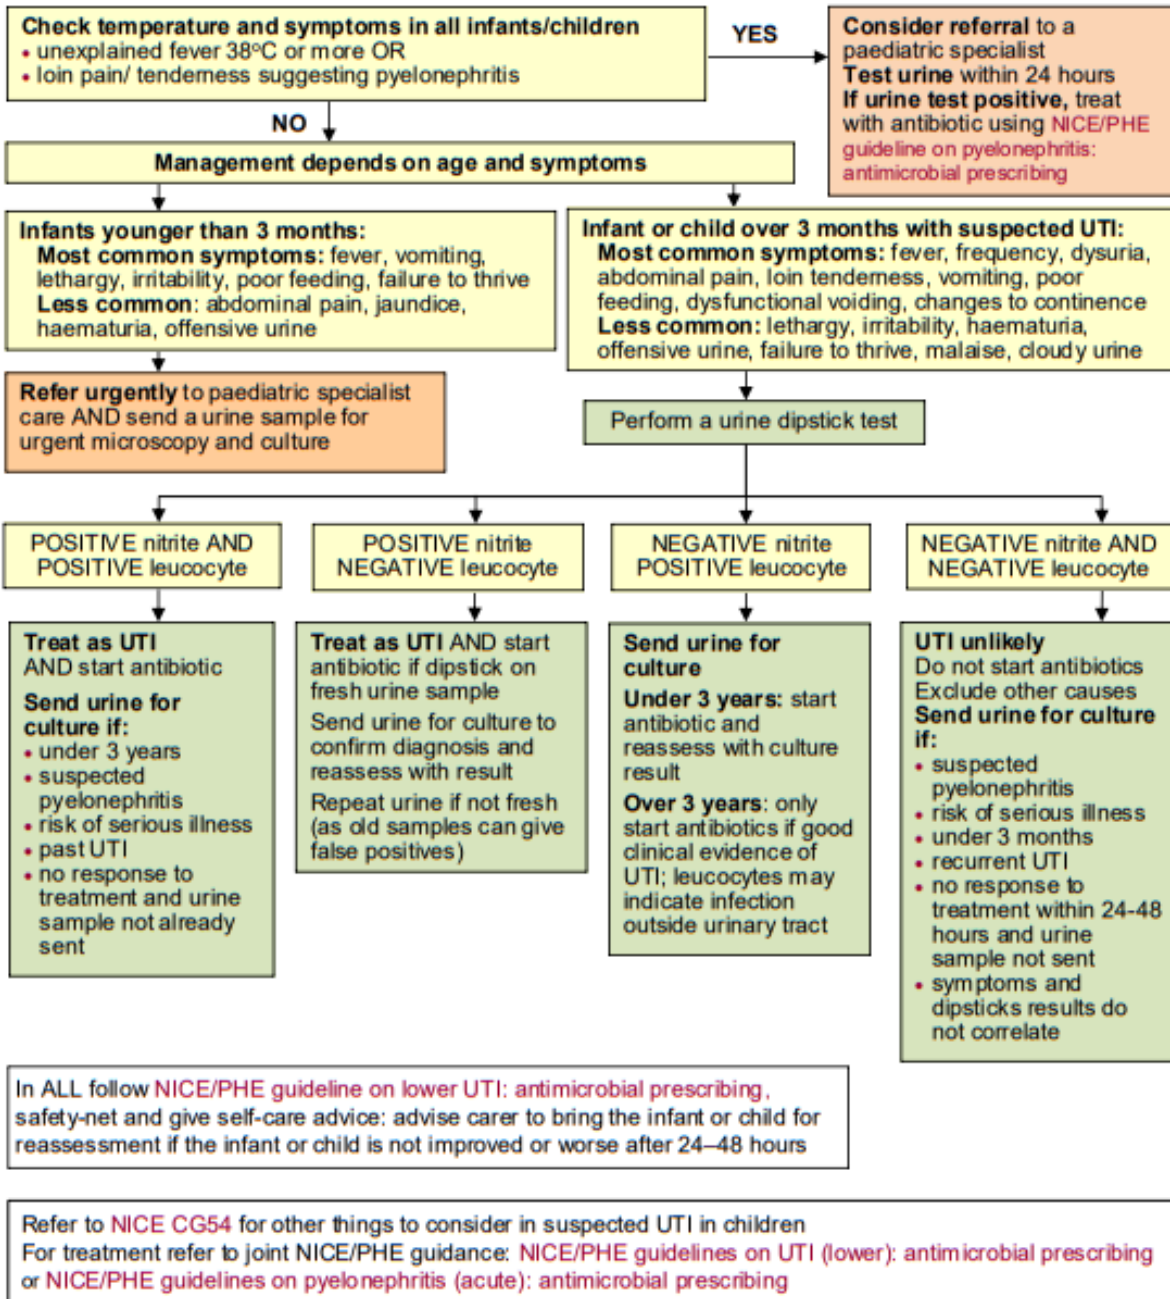 Check temperature and symptoms in all infants/children
• unexplained fever 38°C or more OR
• loin pain/ tenderness suggesting pyelonephritis
YES
Consider referral to a
paediatric specialist
Test urine within 24 hours
If urine test positive, treat
with antibiotic using NICE/PHE
guideline on pyelonephritis:
antimicrobial prescribing
NO
Management depends on age and symptoms
Infants younger than 3 months:
Most common symptoms: fever, vomiting,
lethargy, irritability, poor feeding, failure to thrive
Less common: abdominal pain, jaundice,
haematuria, offensive urine
Infant or child over 3 months with suspected UTI:
Most common symptoms: fever, frequency, dysuria,
abdominal pain, loin tenderness, vomiting, poor
feeding, dysfunctional voiding, changes to continence
Less common: lethargy, irritability, haematuria,
offensive urine, failure to thrive, malaise, cloudy urine
Refer urgently to paediatric specialist
care AND send a urine sample for
urgent microscopy and culture
Perform a urine dipstick test
POSITIVE nitrite AND
POSITIVE leucocyte
POSITIVE nitrite
NEGATIVE leucocyte
NEGATIVE nitrite
POSITIVE leucocyte
NEGATIVE nitrite AND
NEGATIVE leucocyte
Treat as UTI
AND start antibiotic
Send urine for
culture if:
• under 3 years
• suspected
pyelonephritis
• risk of serious illness
• past UTI
• no response to
treatment and urine
sample not already
sent
Treat as UTI AND start
antibiotic if dipstick on
fresh urine sample
Send urine for culture to
confirm diagnosis and
reassess with result
Repeat urine if not fresh
(as old samples can give
false positives)
Send urine for
culture
Under 3 years: start
antibiotic and
reassess with culture
result
Over 3 years: only
start antibiotics if good
clinical evidence of
UTI; leucocytes may
indicate infection
outside urinary tract
UTI unlikely
Do not start antibiotics
Exclude other causes
Send urine for culture
if:
• suspected
pyelonephritis
• risk of serious illness
• under 3 months
• recurrent UTI
• no response to
treatment within 24-48
hours and urine
sample not sent
• symptoms and
dipsticks results do
not correlate
In ALL follow NICE/PHE guideline on lower UTI: antimicrobial prescribing,
safety-net and give self-care advice: advise carer to bring the infant or child for
reassessment if the infant or child is not improved or worse after 24–48 hours
Refer to NICE CG54 for other things to consider in suspected UTI in children
For treatment refer to joint NICE/PHE guidance: NICE/PHE guidelines on UTI (lower): antimicrobial prescribing
or NICE/PHE guidelines on pyelonephritis (acute): antimicrobial prescribing